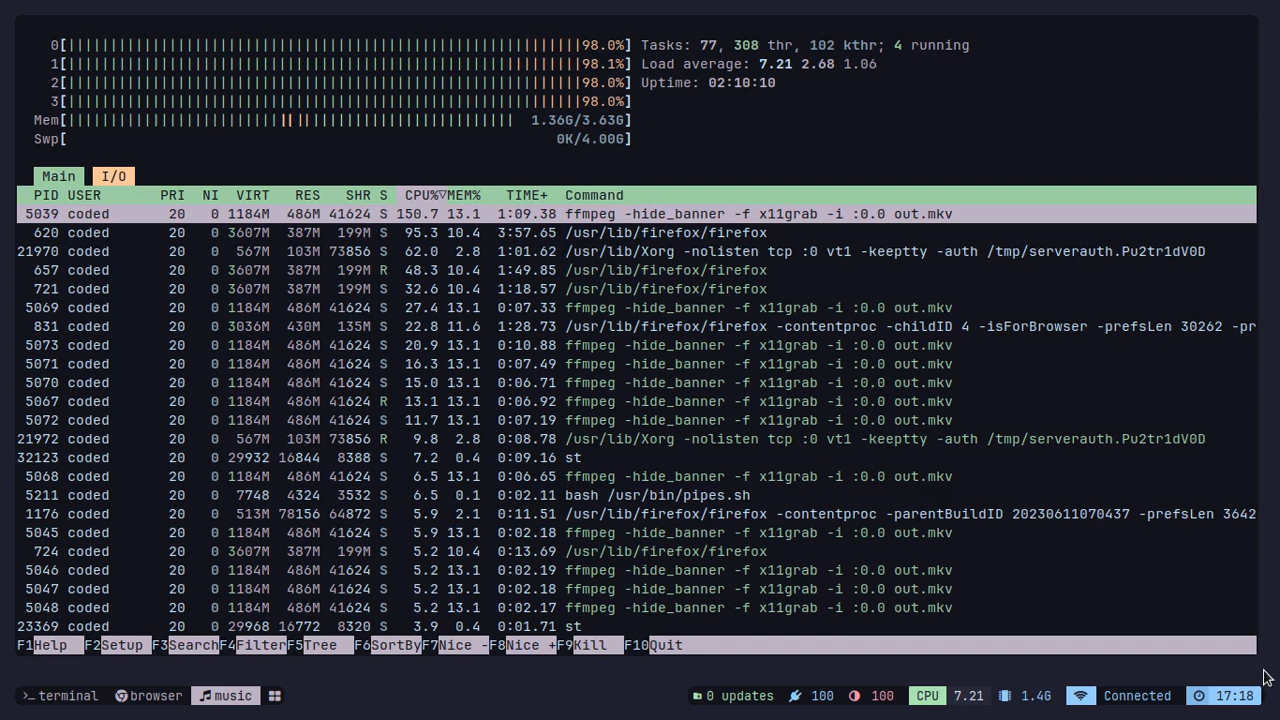 0[98.0%] Tasks: 77, 308 thr, 102 kthr; 4 running
1[98.1%] Load average: 7.21 2.68 1.06
2[98.0%] Uptime: 02:10:10
3[98.0%]
Mem[1.36G/3.63G]
Swp[0K/4.00G]
Main I/O
PID USER PRI NI VIRT RES SHR S CPU%▽MEM% TIME+ Command
5039 coded 20 0 1184M 486M 41624 S 150.7 13.1 1:09.38 ffmpeg -hide_banner -f x11grab -i :0.0 out.mkv
620 coded 20 0 3607M 387M 199M S 95.3 10.4 3:57.65 /usr/lib/firefox/firefox
21970 coded 20 0 567M 103M 73856 S 62.0 2.8 1:01.62 /usr/lib/Xorg -nolisten tcp :0 vt1 -keeptty -auth /tmp/serverauth.Pu2tr1dV0D
657 coded 20 0 3607M 387M 199M R 48.3 10.4 1:49.85 /usr/lib/firefox/firefox
721 coded 20 0 3607M 387M 199M S 32.6 10.4 1:18.57 /usr/lib/firefox/firefox
5069 coded 20 0 1184M 486M 41624 S 27.4 13.1 0:07.33 ffmpeg -hide_banner -f x11grab -i :0.0 out.mkv
831 coded 20 0 3036M 430M 135M S 22.8 11.6 1:28.73 /usr/lib/firefox/firefox -contentproc -childID 4 -isForBrowser -prefsLen 30262 -pr
5073 coded 20 0 1184M 486M 41624 S 20.9 13.1 0:10.88 ffmpeg -hide_banner -f x11grab -i :0.0 out.mkv
5071 coded 20 0 1184M 486M 41624 S 16.3 13.1 0:07.49 ffmpeg -hide_banner -f x11grab -i :0.0 out.mkv
5070 coded 20 0 1184M 486M 41624 S 15.0 13.1 0:06.71 ffmpeg -hide_banner -f x11grab -i :0.0 out.mkv
5067 coded 20 0 1184M 486M 41624 R 13.1 13.1 0:06.92 ffmpeg -hide_banner -f x11grab -i :0.0 out.mkv
5072 coded 20 0 1184M 486M 41624 S 11.7 13.1 0:07.19 ffmpeg -hide_banner -f x11grab -i :0.0 out.mkv
21972 coded 20 0 567M 103M 73856 R 9.8 2.8 0:08.78 /usr/lib/Xorg -nolisten tcp :0 vt1 -keeptty -auth /tmp/serverauth.Pu2tr1dV0D
32123 coded 20 0 29932 16844 8388 S 7.2 0.4 0:09.16 st
5068 coded 20 0 1184M 486M 41624 S 6.5 13.1 0:06.65 ffmpeg -hide_banner -f x11grab -i :0.0 out.mkv
5211 coded 20 0 7748 4324 3532 S 6.5 0.1 0:02.11 bash /usr/bin/pipes.sh
1176 coded 20 0 513M 78156 64872 S 5.9 2.1 0:11.51 /usr/lib/firefox/firefox -contentproc -parentBuildID 20230611070437 -prefsLen 3642
5045 coded 20 0 1184M 486M 41624 S 5.9 13.1 0:02.18 ffmpeg -hide_banner -f x11grab -i :0.0 out.mkv
724 coded 20 0 3607M 387M 199M S 5.2 10.4 0:13.69 /usr/lib/firefox/firefox
5046 coded 20 0 1184M 486M 41624 S 5.2 13.1 0:02.19 ffmpeg -hide_banner -f x11grab -i :0.0 out.mkv
5047 coded 20 0 1184M 486M 41624 S 5.2 13.1 0:02.18 ffmpeg -hide_banner -f x11grab -i :0.0 out.mkv
5048 coded 20 0 1184M 486M 41624 S 5.2 13.1 0:02.17 ffmpeg -hide_banner -f x11grab -i :0.0 out.mkv
23369 coded 20 0 29968 16772 8320 S 3.9 0.4 0:01.71 st
F1Help F2Setup F3SearchF4FilterF5Tree F6SortByF7Nice -F8Nice +F9Kill F10Quit
terminal browser music 0 updates 100 100 CPU 7.21 1.4G Connected 17:18